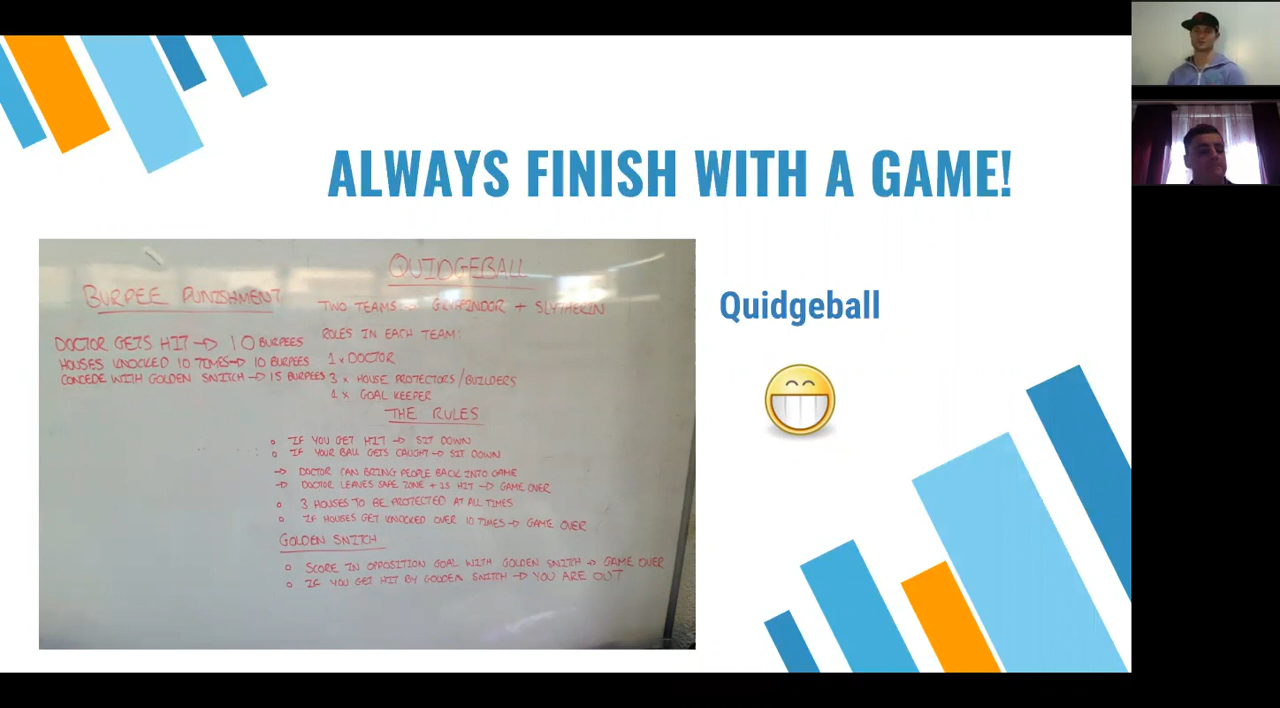 ALWAYS FINISH WITH A GAME!
QUIDGEBALL
BURPEE PUNISHMENT
TWO TEAMS → GRYFINDOR + SLYTHERIN
DOCTOR GETS HIT → 10 BURPEES
HOUSES KNOCKED 10 TIMES → 10 BURPEES
CONCEDE WITH GOLDEN SNITCH → 15 BURPEES
ROLES IN EACH TEAM:
1 x DOCTOR
3 x HOUSE PROTECTORS/BUILDERS
1 x GOAL KEEPER
THE RULES
IF YOU GET HIT → SIT DOWN
IF YOUR BALL GETS CAUGHT → SIT DOWN
→ DOCTOR CAN BRING PEOPLE BACK INTO GAME
→ DOCTOR LEAVES SAFE ZONE + IS HIT → GAME OVER
3 HOUSES TO BE PROTECTED AT ALL TIMES
IF HOUSES GET KNOCKED OVER 10 TIMES → GAME OVER
GOLDEN SNITCH
SCORE IN OPPOSITION GOAL WITH GOLDEN SNITCH → GAME OVER
IF YOU GET HIT BY GOLDEN SNITCH → YOU ARE OUT
Quidgeball